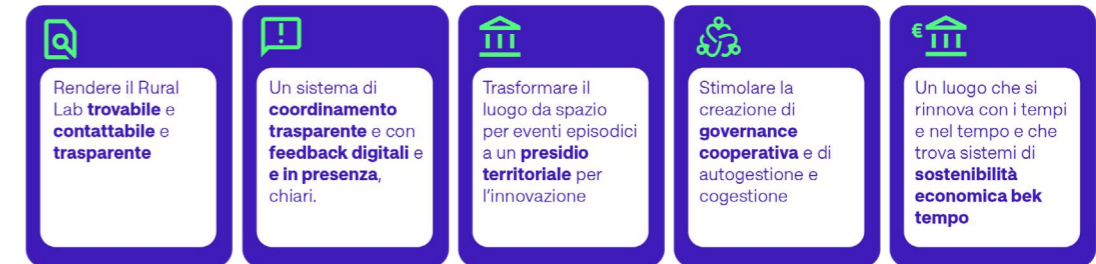 Rendere il Rural
Lab trovabile e
contattabile e
trasparente
Un sistema di
coordinamento
trasparente e con
feedback digitali e
e in presenza,
chiari.
Trasformare il
luogo da spazio
per eventi episodici
a un presidio
territoriale per
l'innovazione
Stimolare la
creazione di
governance
cooperativa e di
autogestione e
cogestione
€
Un luogo che si
rinnova con i tempi
e nel tempo e che
trova sistemi di
sostenibilità
economica bek
tempo